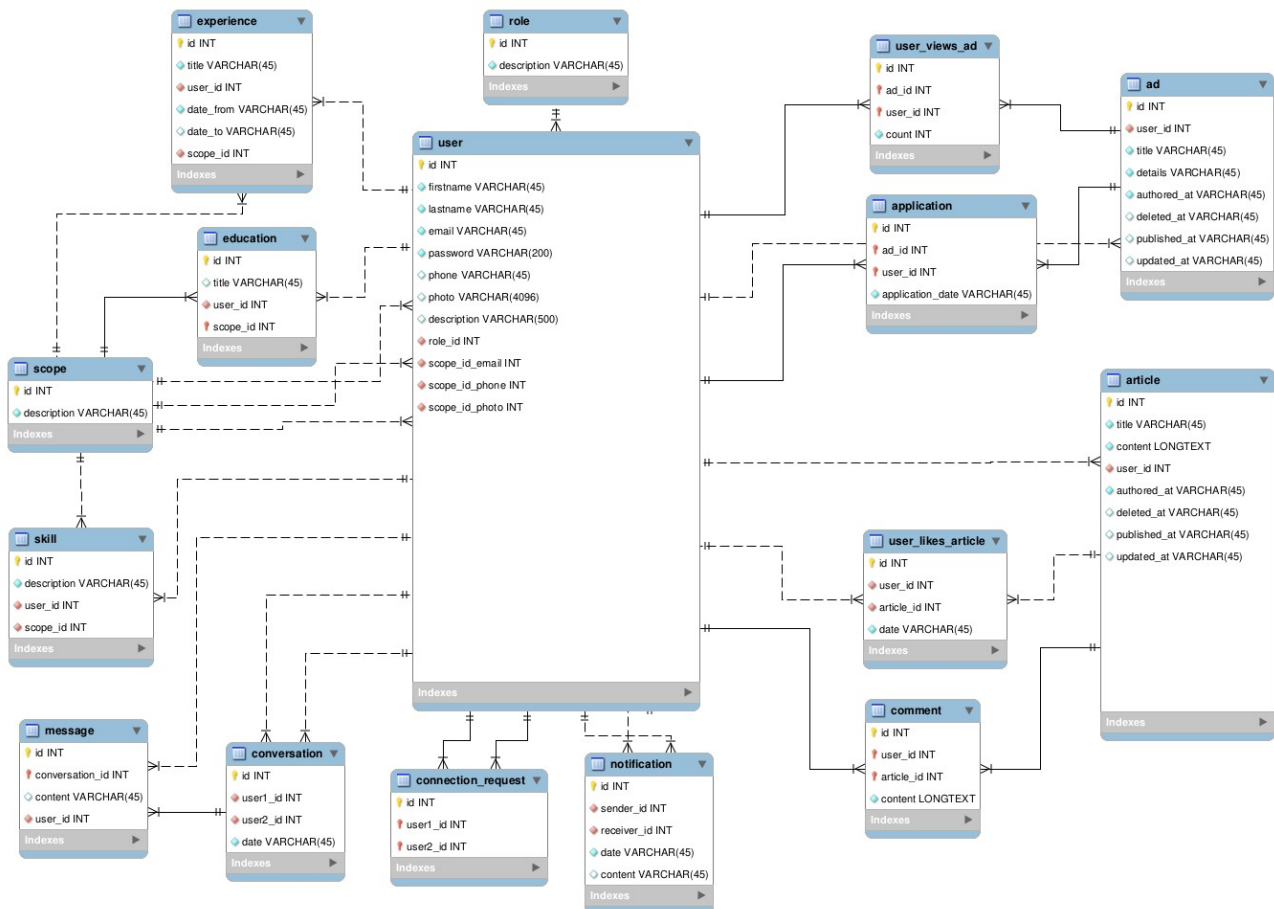 experience
id INT
title VARCHAR(45)
user_id INT
date_from VARCHAR(45)
date_to VARCHAR(45)
scope_id INT
Indexes
role
id INT
description VARCHAR(45)
Indexes
user_views_ad
id INT
ad_id INT
user_id INT
count INT
Indexes
ad
id INT
user_id INT
title VARCHAR(45)
details VARCHAR(45)
authored_at VARCHAR(45)
deleted_at VARCHAR(45)
published_at VARCHAR(45)
updated_at VARCHAR(45)
Indexes
user
id INT
firstname VARCHAR(45)
lastname VARCHAR(45)
email VARCHAR(45)
password VARCHAR(200)
phone VARCHAR(45)
photo VARCHAR(4096)
description VARCHAR(500)
role_id INT
scope_id_email INT
scope_id_phone INT
scope_id_photo INT
Indexes
education
id INT
title VARCHAR(45)
user_id INT
scope_id INT
Indexes
application
id INT
ad_id INT
user_id INT
application_date VARCHAR(45)
Indexes
scope
id INT
description VARCHAR(45)
Indexes
article
id INT
title VARCHAR(45)
content LONGTEXT
user_id INT
authored_at VARCHAR(45)
deleted_at VARCHAR(45)
published_at VARCHAR(45)
updated_at VARCHAR(45)
Indexes
skill
id INT
description VARCHAR(45)
user_id INT
scope_id INT
Indexes
user_likes_article
id INT
user_id INT
article_id INT
date VARCHAR(45)
Indexes
message
id INT
conversation_id INT
content VARCHAR(45)
user_id INT
Indexes
conversation
id INT
user1_id INT
user2_id INT
date VARCHAR(45)
Indexes
connection_request
id INT
user1_id INT
user2_id INT
Indexes
notification
id INT
sender_id INT
receiver_id INT
date VARCHAR(45)
content VARCHAR(45)
Indexes
comment
id INT
user_id INT
article_id INT
content LONGTEXT
Indexes